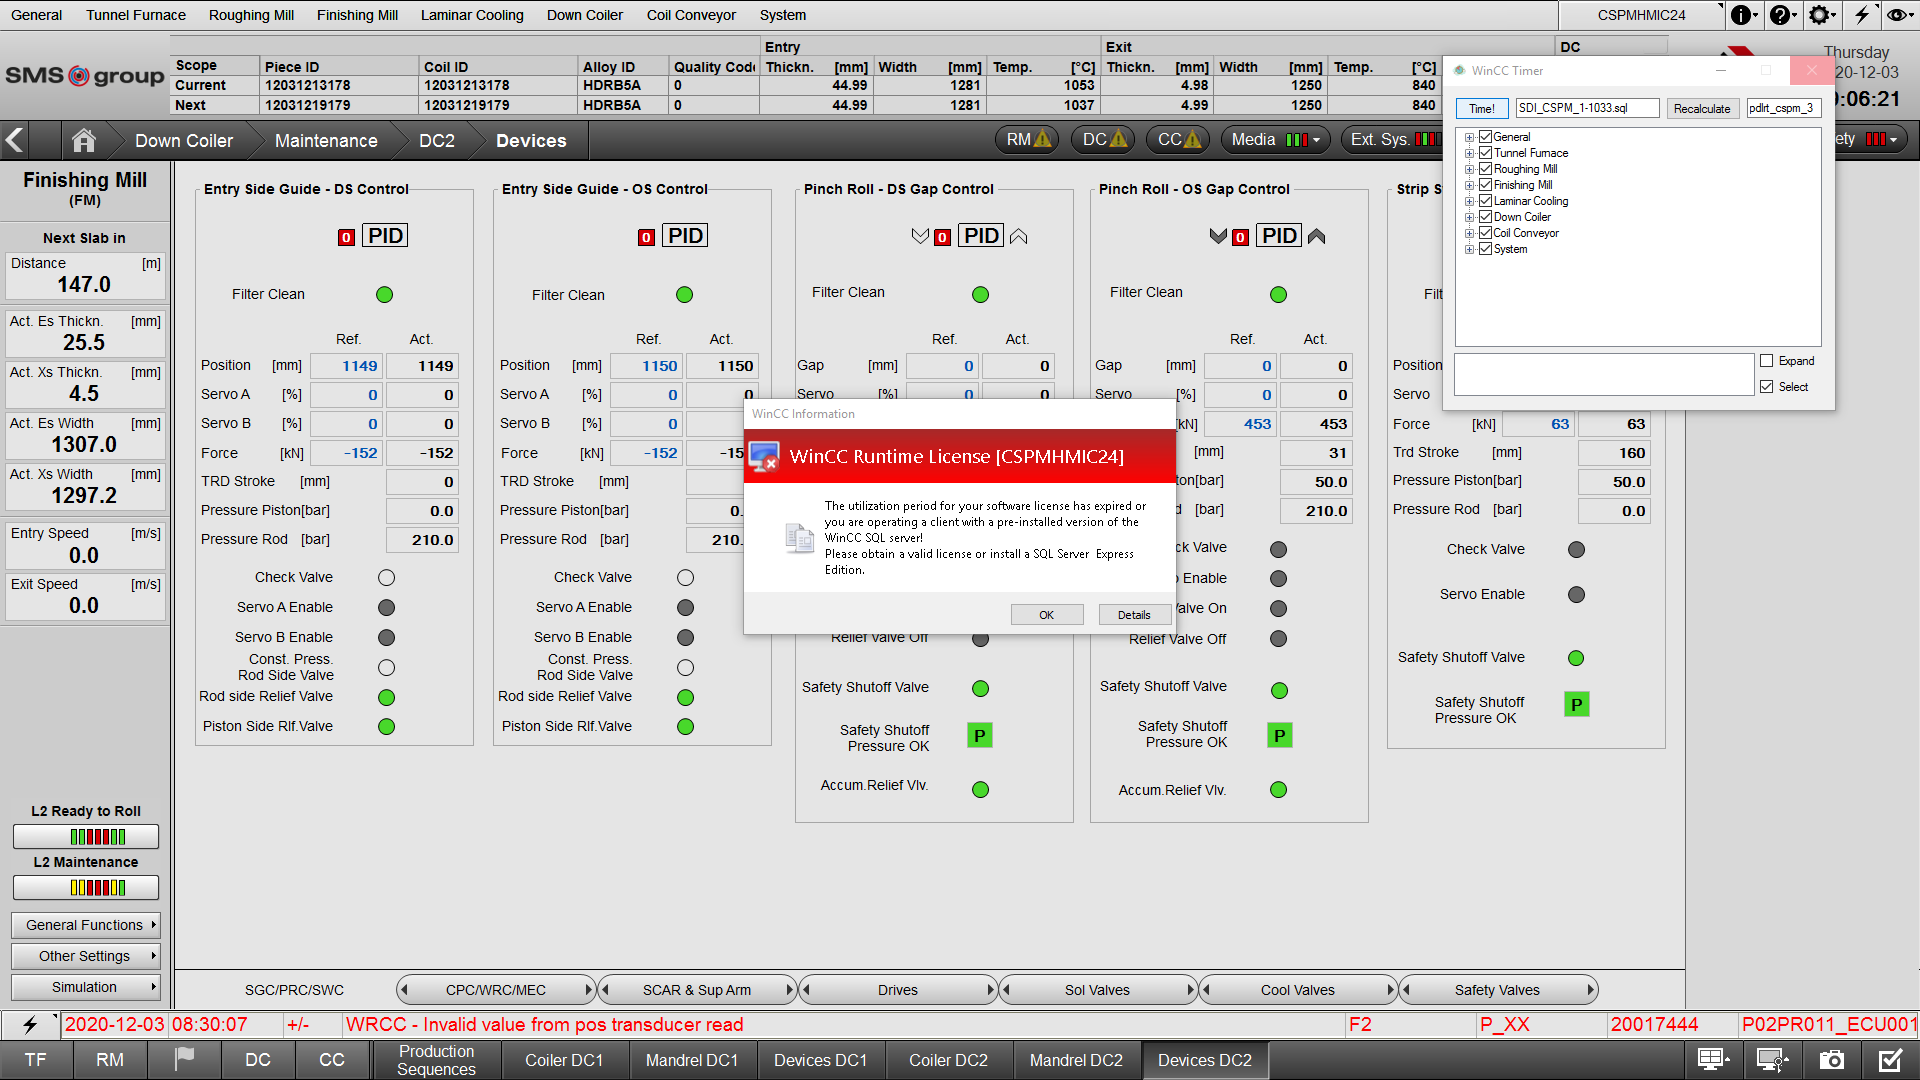 General Tunnel Furnace Roughing Mill Finishing Mill Laminar Cooling Down Coiler Coil Conveyor System CSPMHMIC24
SMS group
Entry Exit DC
Scope Piece ID Coil ID Alloy ID Quality Code Thickn. [mm] Width [mm] Temp. [°C] Thickn. [mm] Width [mm] Temp. [°C]
Current 12031213178 12031213178 HDRB5A 0 44.99 1281 1053 4.98 1250 840
Next 12031219179 12031219179 HDRB5A 0 44.99 1281 1037 4.99 1250 840
Thursday
20-12-03
:06:21
Down Coiler Maintenance DC2 Devices RM DC CC Media Ext. Sys. ety
WinCC Timer
Time! SDI_CSPM_1-1033.sql Recalculate pdlrt_cspm_3
General
Tunnel Furnace
Roughing Mill
Finishing Mill
Laminar Cooling
Down Coiler
Coil Conveyor
System
Expand
Select
Finishing Mill
(FM)
Next Slab in
Distance [m]
147.0
Act. Es Thickn. [mm]
25.5
Act. Xs Thickn. [mm]
4.5
Act. Es Width [mm]
1307.0
Act. Xs Width [mm]
1297.2
Entry Speed [m/s]
0.0
Exit Speed [m/s]
0.0
L2 Ready to Roll
L2 Maintenance
General Functions
Other Settings
Simulation
Entry Side Guide - DS Control
0 PID
Filter Clean
Ref. Act.
Position [mm] 1149 1149
Servo A [%] 0 0
Servo B [%] 0 0
Force [kN] -152 -152
TRD Stroke [mm] 0
Pressure Piston[bar] 0.0
Pressure Rod [bar] 210.0
Check Valve
Servo A Enable
Servo B Enable
Const. Press.
Rod Side Valve
Rod side Relief Valve
Piston Side Rlf.Valve
Entry Side Guide - OS Control
0 PID
Filter Clean
Ref. Act.
Position [mm] 1150 1150
Servo A [%] 0
Servo B [%] 0
Force [kN] -152 -15
TRD Stroke [mm]
Pressure Piston[bar] 0.
Pressure Rod [bar] 210.
Check Valve
Servo A Enable
Servo B Enable
Const. Press.
Rod Side Valve
Rod side Relief Valve
Piston Side Rlf.Valve
Pinch Roll - DS Gap Control
0 PID
Filter Clean
Ref. Act.
Gap [mm] 0 0
Servo [%] 0 0
Relief Valve Off
Safety Shutoff Valve
Safety Shutoff
Pressure OK P
Accum.Relief Vlv.
Pinch Roll - OS Gap Control
0 PID
Filter Clean
Ref. Act.
Gap [mm] 0 0
Servo [%] 0 0
[kN] 453 453
[mm] 31
ton[bar] 50.0
d [bar] 210.0
ck Valve
Enable
alve On
Relief Valve Off
Safety Shutoff Valve
Safety Shutoff
Pressure OK P
Accum.Relief Vlv.
Strip S
Filt
Position
Servo
Force [kN] 63 63
Trd Stroke [mm] 160
Pressure Piston[bar] 50.0
Pressure Rod [bar] 0.0
Check Valve
Servo Enable
Safety Shutoff Valve
Safety Shutoff
Pressure OK P
WinCC Information
WinCC Runtime License [CSPMHMIC24]
The utilization period for your software license has expired or
you are operating a client with a pre-installed version of the
WinCC SQL server!
Please obtain a valid license or install a SQL Server Express
Edition.
OK Details
SGC/PRC/SWC CPC/WRC/MEC SCAR & Sup Arm Drives Sol Valves Cool Valves Safety Valves
2020-12-03 08:30:07 +/- WRCC - Invalid value from pos transducer read F2 P_XX 20017444 P02PR011_ECU001
TF RM DC CC Production Sequences Coiler DC1 Mandrel DC1 Devices DC1 Coiler DC2 Mandrel DC2 Devices DC2